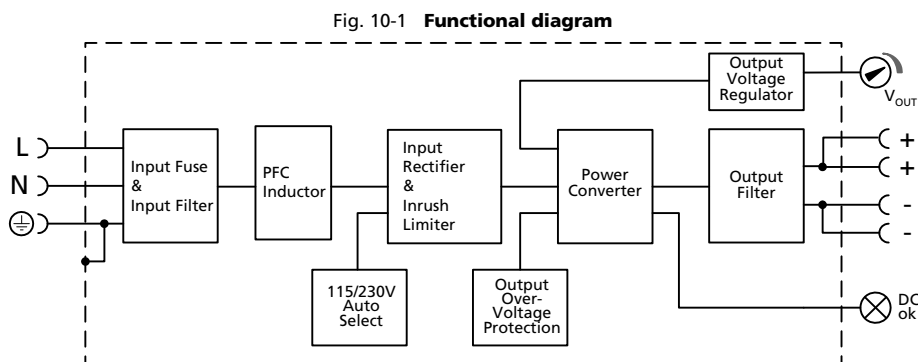 Fig. 10-1 Functional diagram
Output
Voltage
Regulator
V_OUT
L
N
Input Fuse
&
Input Filter
PFC
Inductor
Input
Rectifier
&
Inrush
Limiter
Power
Converter
Output
Filter
+
+
-
-
115/230V
Auto
Select
Output
Over-
Voltage
Protection
DC
ok